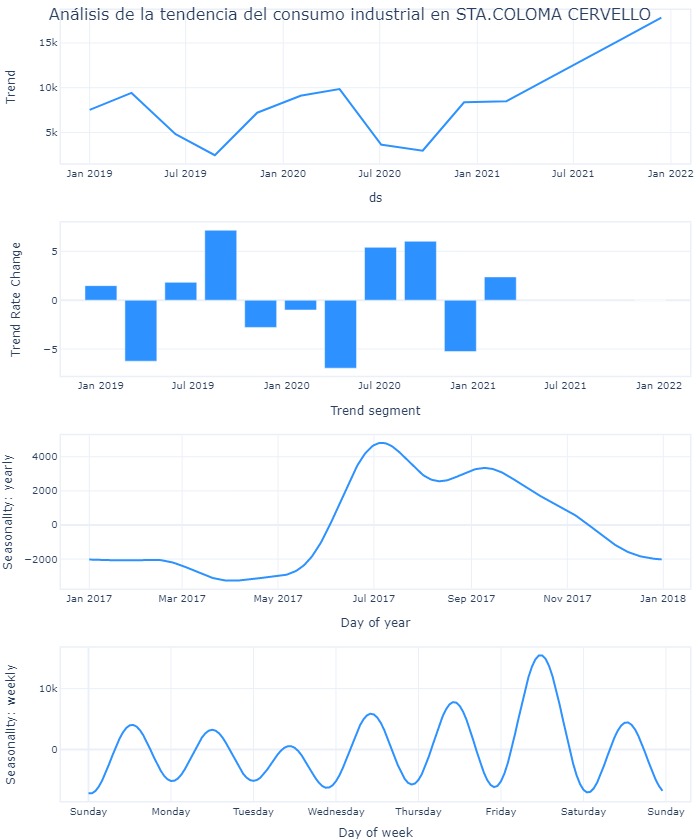 Análisis de la tendencia del consumo industrial en STA.COLOMA CERVELLO
15k
10k
5k
Trend
Jan 2019 Jul 2019 Jan 2020 Jul 2020 Jan 2021 Jul 2021 Jan 2022
ds
5
0
−5
Trend Rate Change
Jan 2019 Jul 2019 Jan 2020 Jul 2020 Jan 2021 Jul 2021 Jan 2022
Trend segment
4000
2000
0
−2000
Seasonality: yearly
Jan 2017 Mar 2017 May 2017 Jul 2017 Sep 2017 Nov 2017 Jan 2018
Day of year
10k
0
Seasonality: weekly
Sunday Monday Tuesday Wednesday Thursday Friday Saturday Sunday
Day of week